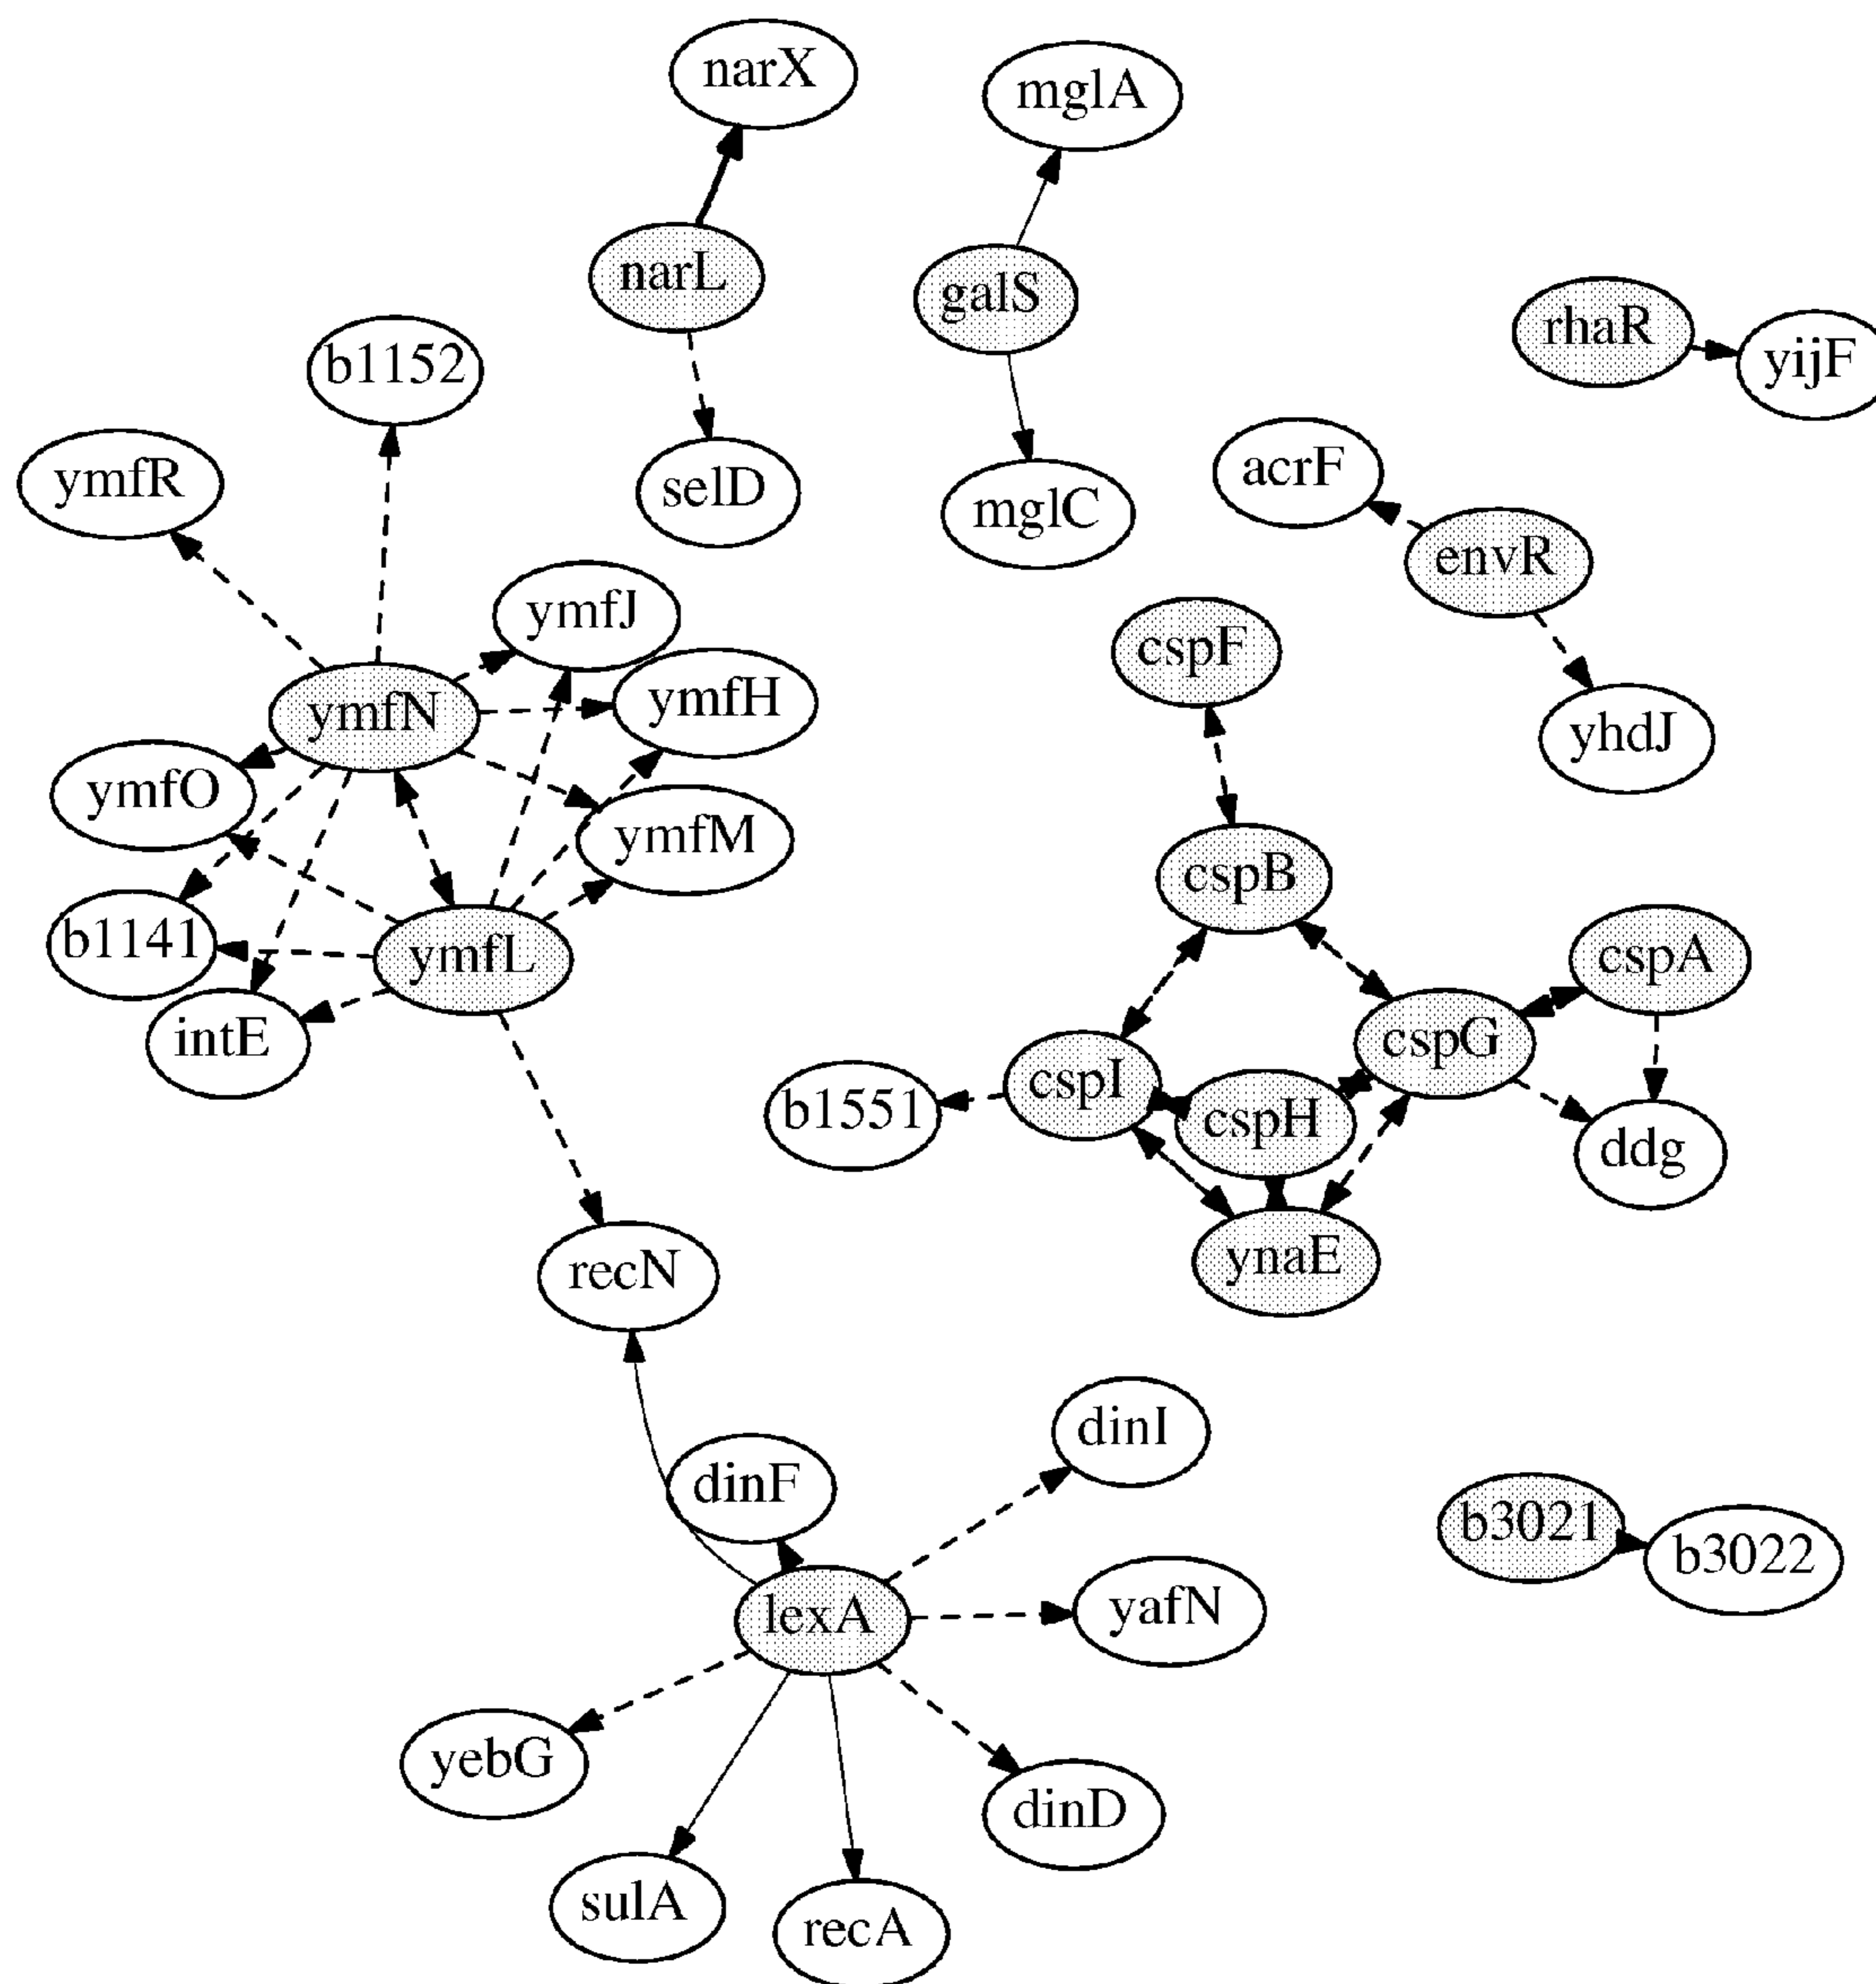 narX
mglA
narL
galS
rhaR
yijF
b1152
ymfR
selD
mglC
acrF
envR
ymfJ
cspF
ymfN
ymfH
yhdJ
ymfO
ymfM
cspB
b1141
ymfL
cspA
intE
cspG
cspI
b1551
cspH
ddg
recN
ynaE
dinI
dinF
b3021
b3022
lexA
yafN
yebG
dinD
sulA
recA